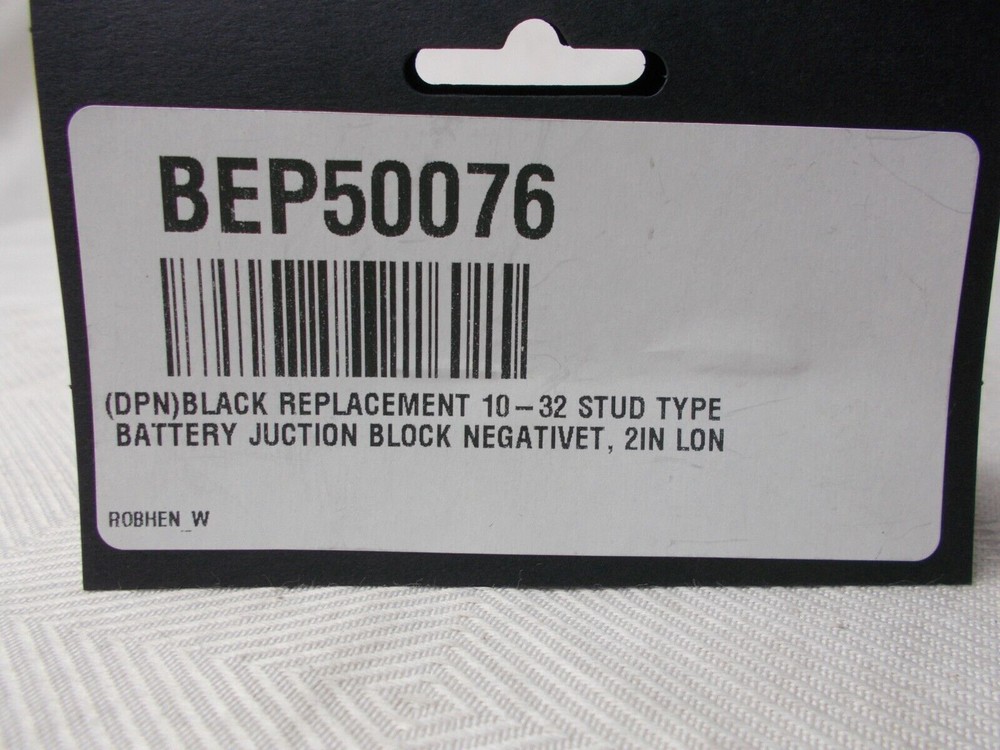 BEP50076
(DPN)BLACK REPLACEMENT 10-32 STUD TYPE
BATTERY JUCTION BLOCK NEGATIVET, 2IN LON
ROBHEN_W